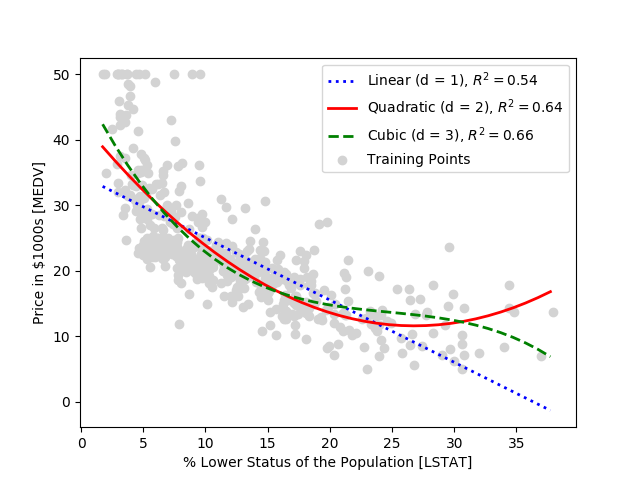 Linear (d = 1), R² = 0.54
Quadratic (d = 2), R² = 0.64
Cubic (d = 3), R² = 0.66
Training Points
50
40
30
20
10
0
Price in $1000s [MEDV]
0 5 10 15 20 25 30 35
% Lower Status of the Population [LSTAT]